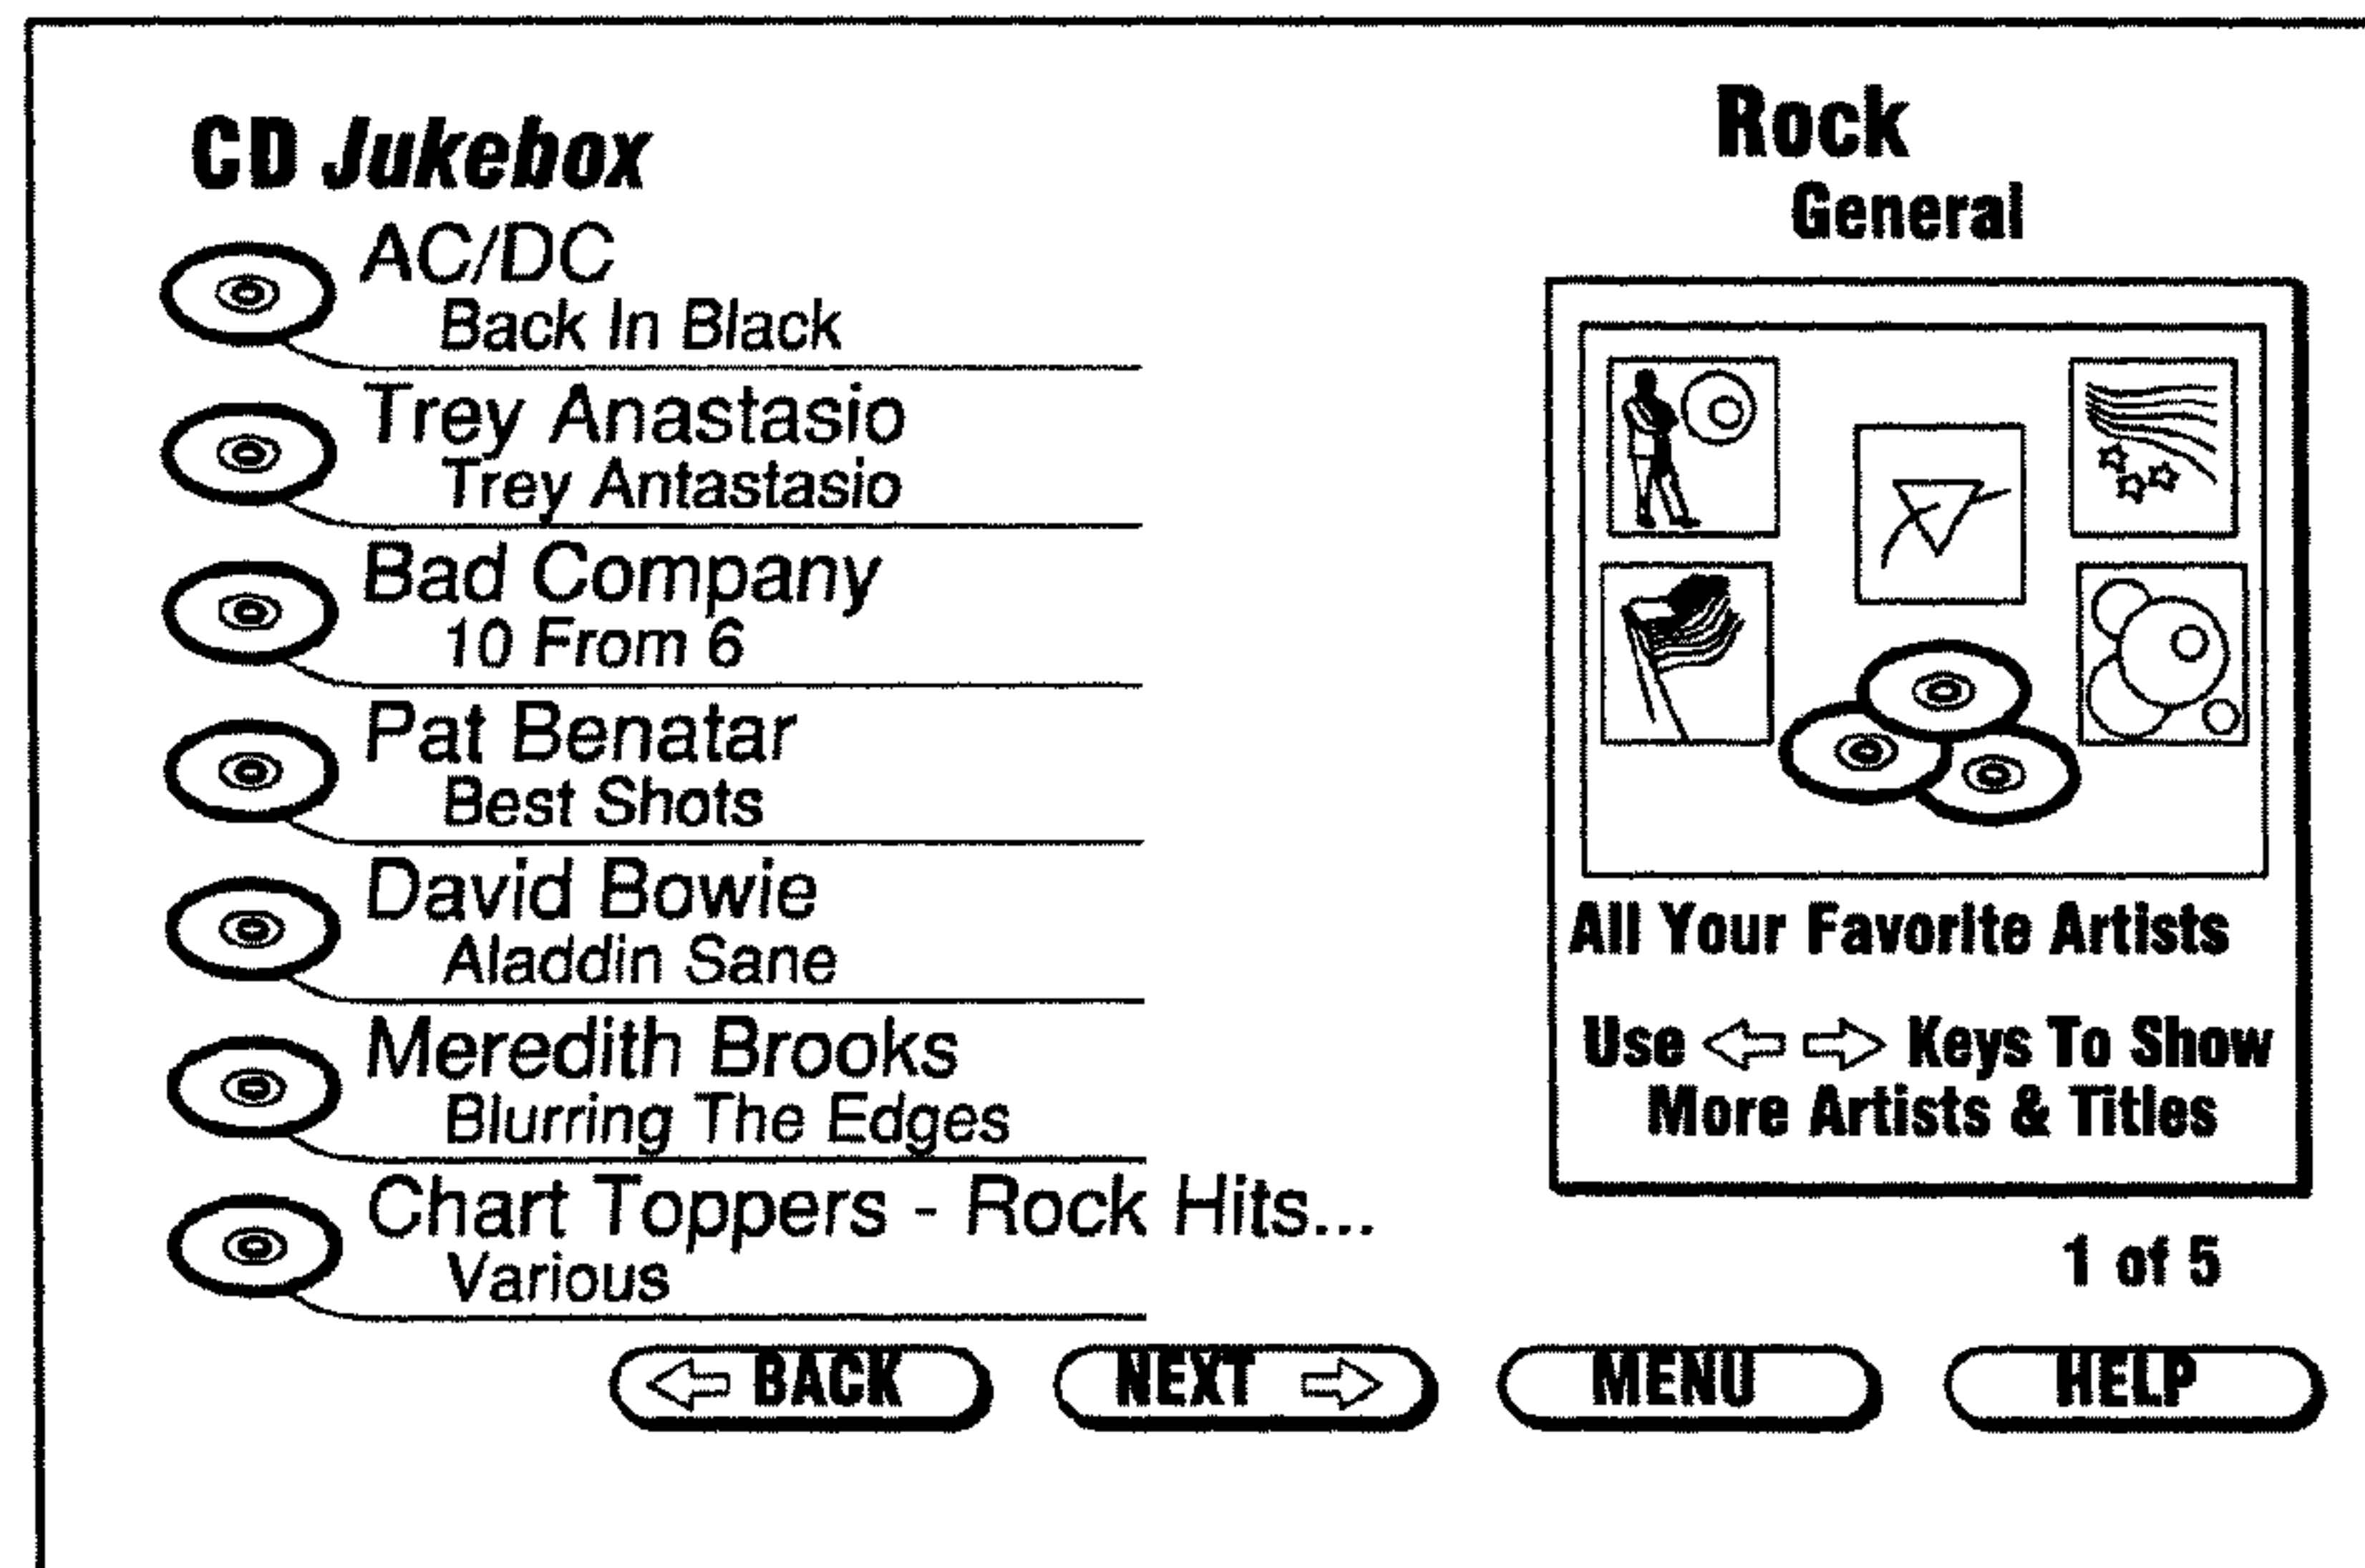 CD Jukebox
AC/DC
Back In Black
Trey Anastasio
Trey Antastasio
Bad Company
10 From 6
Pat Benatar
Best Shots
David Bowie
Aladdin Sane
Meredith Brooks
Blurring The Edges
Chart Toppers - Rock Hits...
Various
Rock
General
All Your Favorite Artists
Use ⇦ ⇨ Keys To Show
More Artists & Titles
1 of 5
⇦ BACK
NEXT ⇨
MENU
HELP